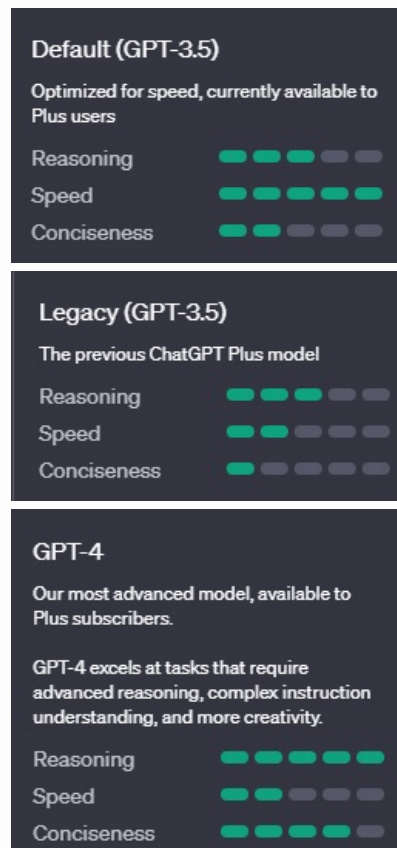 Default (GPT-3.5)
Optimized for speed, currently available to
Plus users
Reasoning
Speed
Conciseness
Legacy (GPT-3.5)
The previous ChatGPT Plus model
Reasoning
Speed
Conciseness
GPT-4
Our most advanced model, available to
Plus subscribers.
GPT-4 excels at tasks that require
advanced reasoning, complex instruction
understanding, and more creativity.
Reasoning
Speed
Conciseness